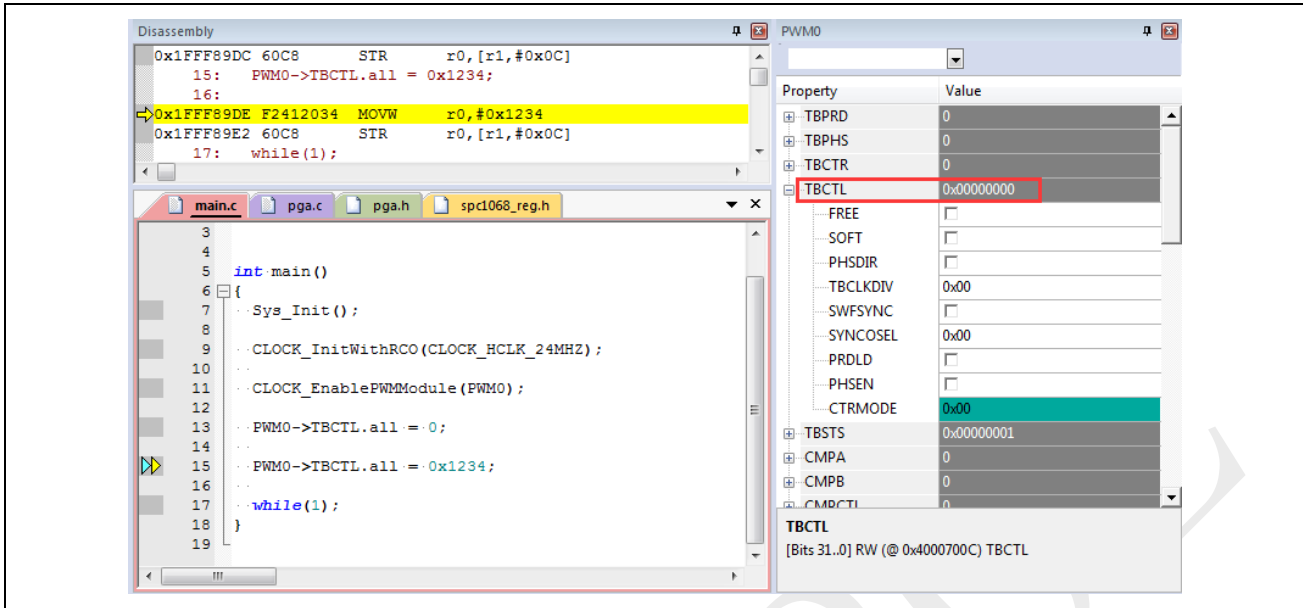 Disassembly
0x1FFF89DC 60C8 STR r0,[r1,#0x0C]
15: PWM0->TBCTL.all = 0x1234;
16:
0x1FFF89DE F2412034 MOVW r0,#0x1234
0x1FFF89E2 60C8 STR r0,[r1,#0x0C]
17: while(1);
main.c pga.c pga.h spc1068_reg.h
3
4
5 int main()
6 {
7 Sys_Init();
8
9 CLOCK_InitWithRCO(CLOCK_HCLK_24MHZ);
10
11 CLOCK_EnablePWMModule(PWM0);
12
13 PWM0->TBCTL.all = 0;
14
15 PWM0->TBCTL.all = 0x1234;
16
17 while(1);
18 }
19
PWM0
Property Value
TBPRD 0
TBPHS 0
TBCTR 0
TBCTL 0x00000000
FREE
SOFT
PHSDIR
TBCLKDIV 0x00
SWFSYNC
SYNCOSEL 0x00
PRDLD
PHSEN
CTRMODE 0x00
TBSTS 0x00000001
CMPA 0
CMPB 0
CMPCTL 0
TBCTL
[Bits 31..0] RW (@ 0x4000700C) TBCTL